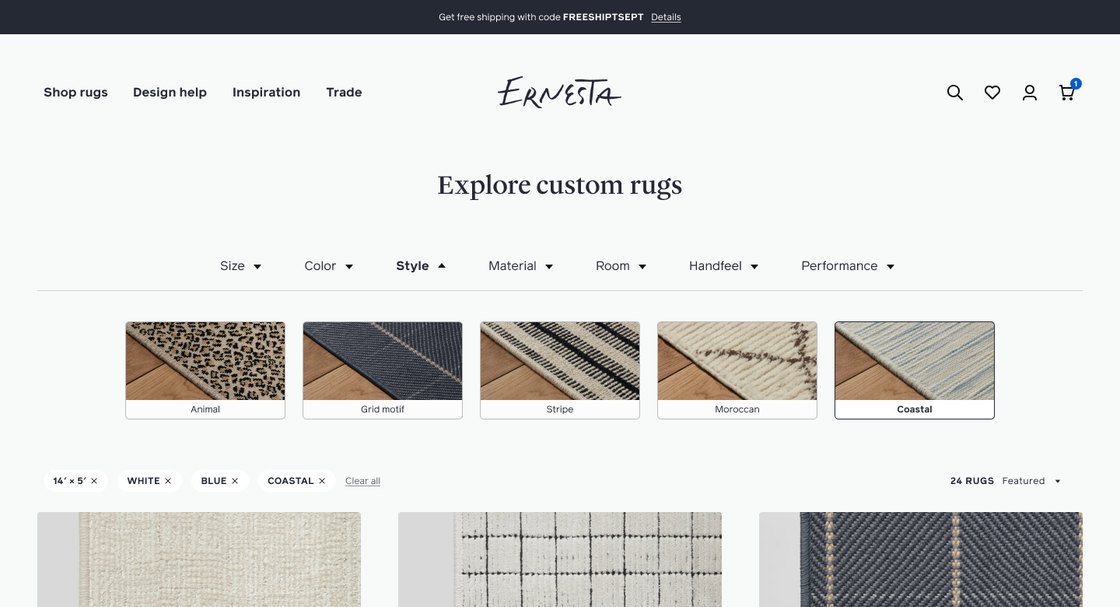 Get free shipping with code FREESHIPTSEPT Details
Shop rugs Design help Inspiration Trade ERNESTA 1
Explore custom rugs
Size Color Style Material Room Handfeel Performance
Animal Grid motif Stripe Moroccan Coastal
14′ × 5′ × WHITE × BLUE × COASTAL × Clear all 24 RUGS Featured